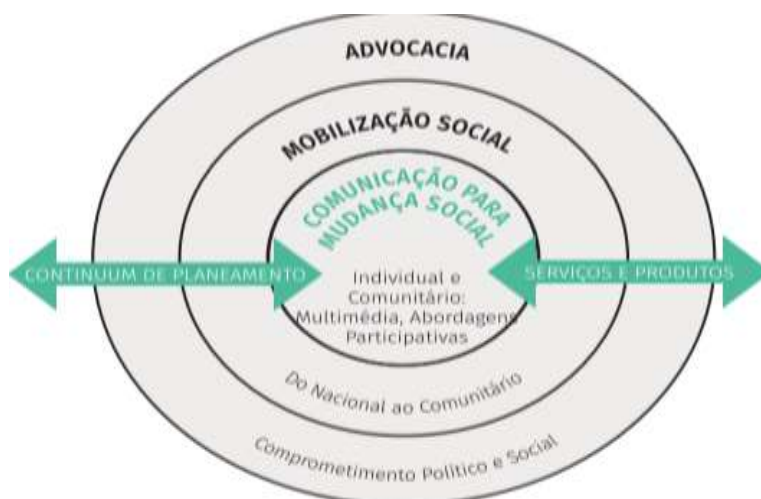 ADVOCACIA
MOBILIZAÇÃO SOCIAL
COMUNICAÇÃO PARA
MUDANÇA SOCIAL
CONTINUUM DE PLANEAMENTO
SERVIÇOS E PRODUTOS
Individual e
Comunitário:
Multimédia, Abordagens
Participativas
Do Nacional ao Comunitário
Comprometimento Político e Social